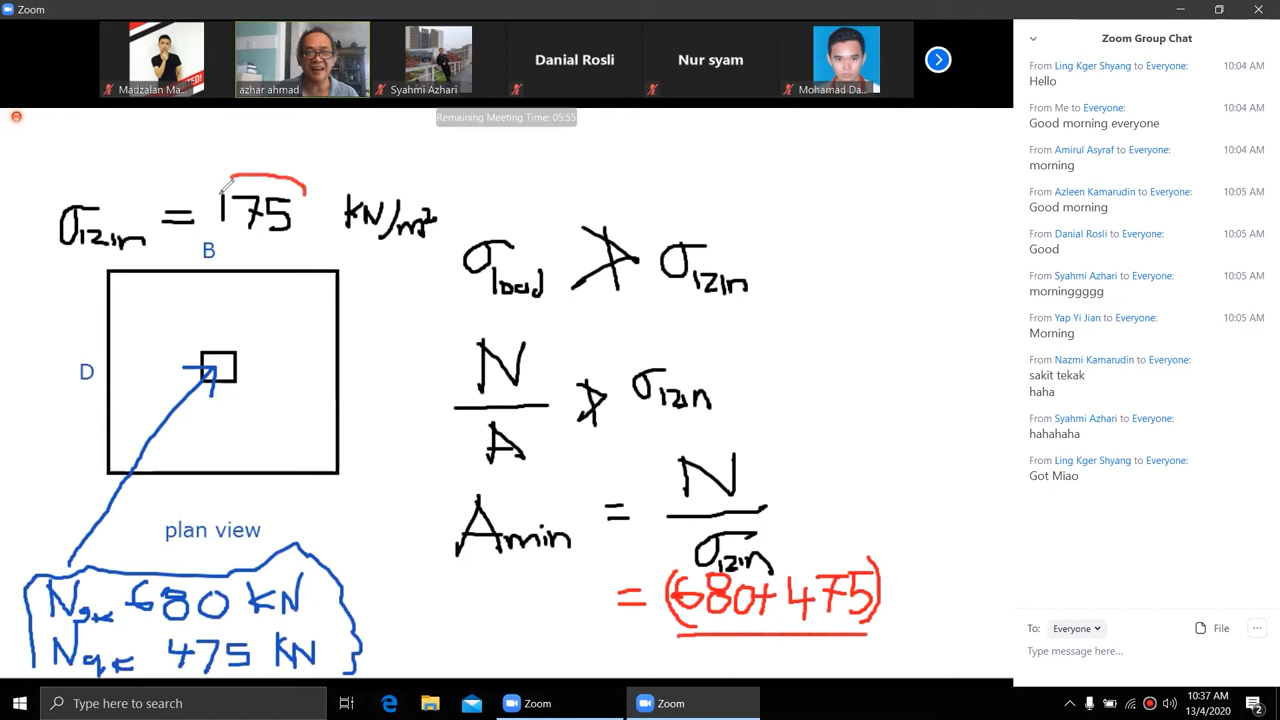 Zoom
Madzalan Ma...
azhar ahmad
Syahmi Azhari
Danial Rosli
Nur syam
Mohamad Da...
Remaining Meeting Time: 05:55
σizin = 175 kN/m²
B
D
plan view
Ngk 680 KN
Nqk 475 KN
σload ≯ σizin
N
A
≯ σizin
Amin = N
σizin
= (680+475)
Zoom Group Chat
From Ling Kger Shyang to Everyone: 10:04 AM
Hello
From Me to Everyone: 10:04 AM
Good morning everyone
From Amirul Asyraf to Everyone: 10:04 AM
morning
From Azleen Kamarudin to Everyone: 10:05 AM
Good morning
From Danial Rosli to Everyone: 10:05 AM
Good
From Syahmi Azhari to Everyone: 10:05 AM
morninggggg
From Yap Yi Jian to Everyone: 10:05 AM
Morning
From Nazmi Kamarudin to Everyone:
sakit tekak
haha
From Syahmi Azhari to Everyone:
hahahaha
From Ling Kger Shyang to Everyone:
Got Miao
To: Everyone File
Type message here...
Type here to search
Zoom
Zoom
10:37 AM
13/4/2020
2